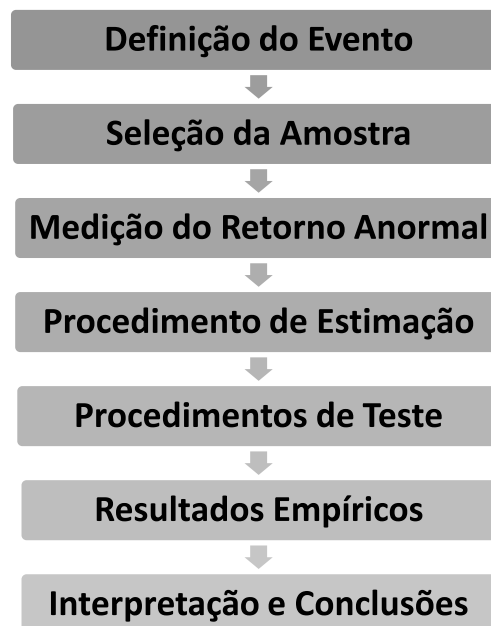 Definição do Evento
Seleção da Amostra
Medição do Retorno Anormal
Procedimento de Estimação
Procedimentos de Teste
Resultados Empíricos
Interpretação e Conclusões